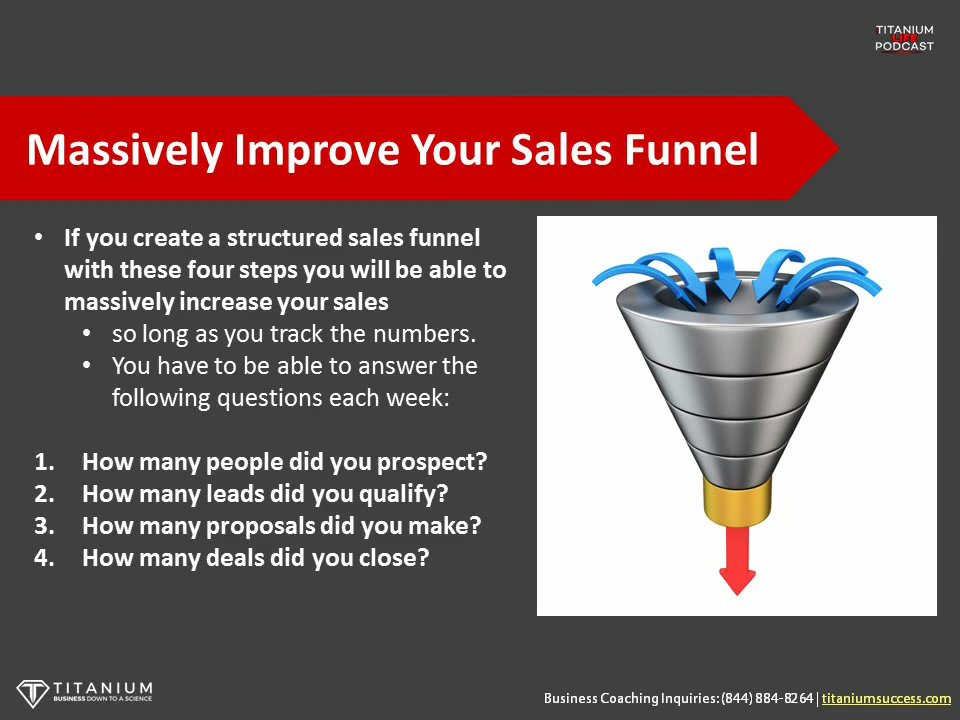 TITANIUM
LIFE
PODCAST
Massively Improve Your Sales Funnel
• If you create a structured sales funnel
with these four steps you will be able to
massively increase your sales
• so long as you track the numbers.
• You have to be able to answer the
following questions each week:
1. How many people did you prospect?
2. How many leads did you qualify?
3. How many proposals did you make?
4. How many deals did you close?
TITANIUM
BUSINESS DOWN TO A SCIENCE
Business Coaching Inquiries: (844) 884-8264 | titaniumsuccess.com